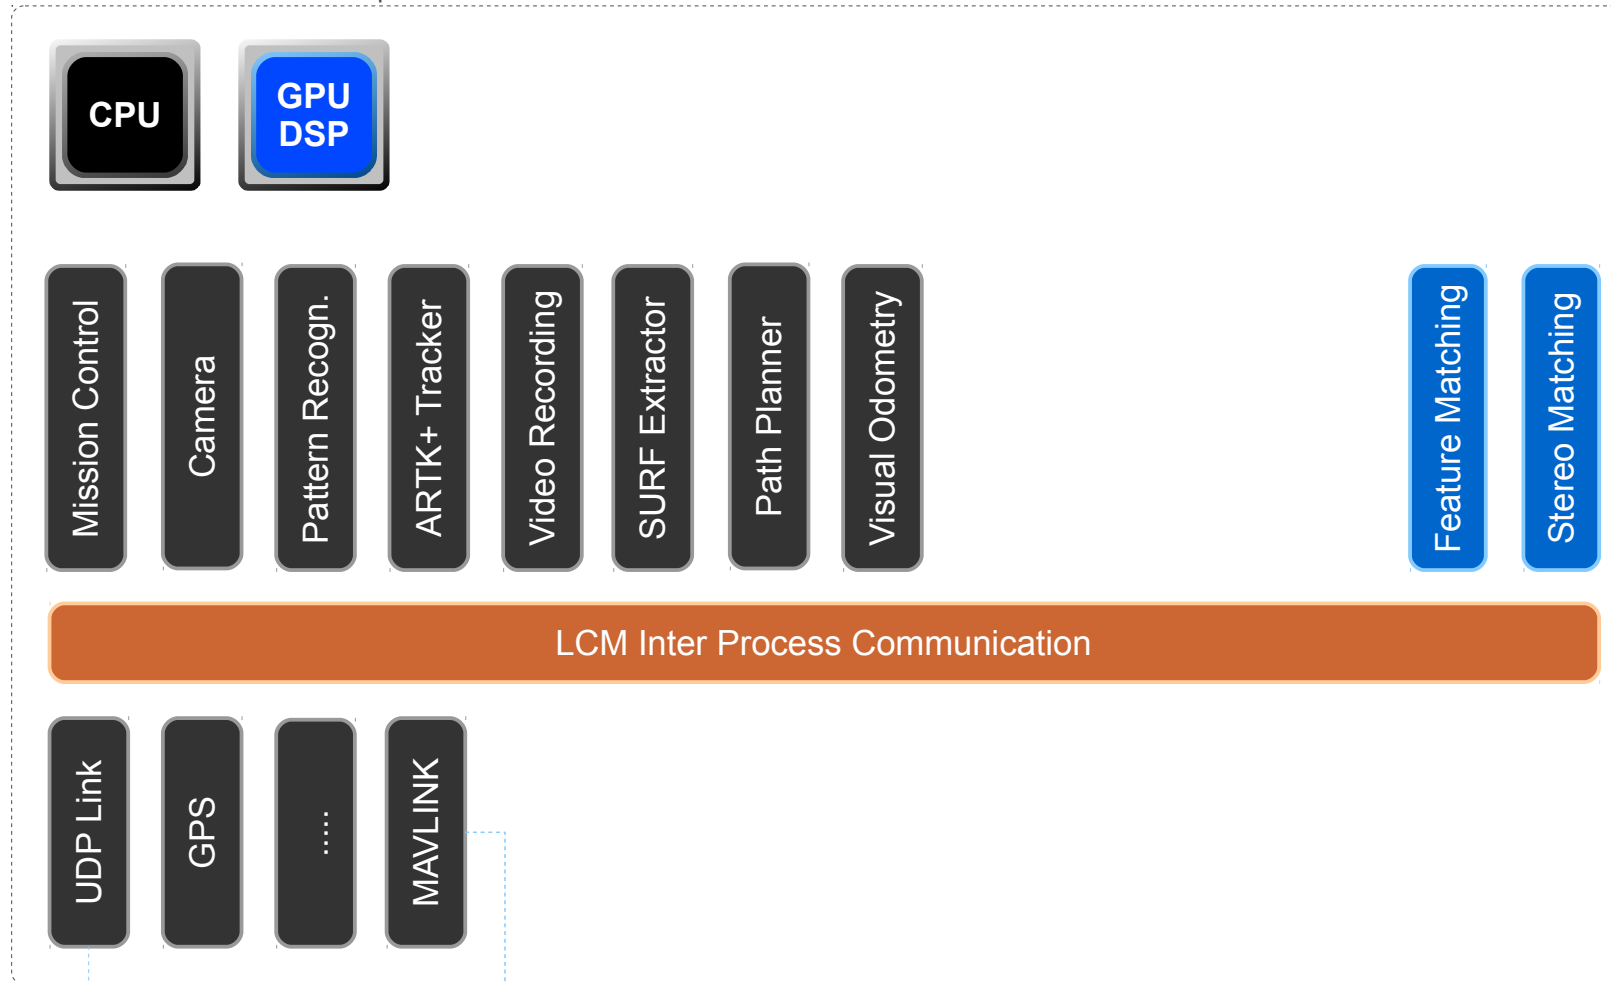 CPU
GPU
DSP
Mission Control
Camera
Pattern Recogn.
ARTK+ Tracker
Video Recording
SURF Extractor
Path Planner
Visual Odometry
Feature Matching
Stereo Matching
LCM Inter Process Communication
UDP Link
GPS
.....
MAVLINK